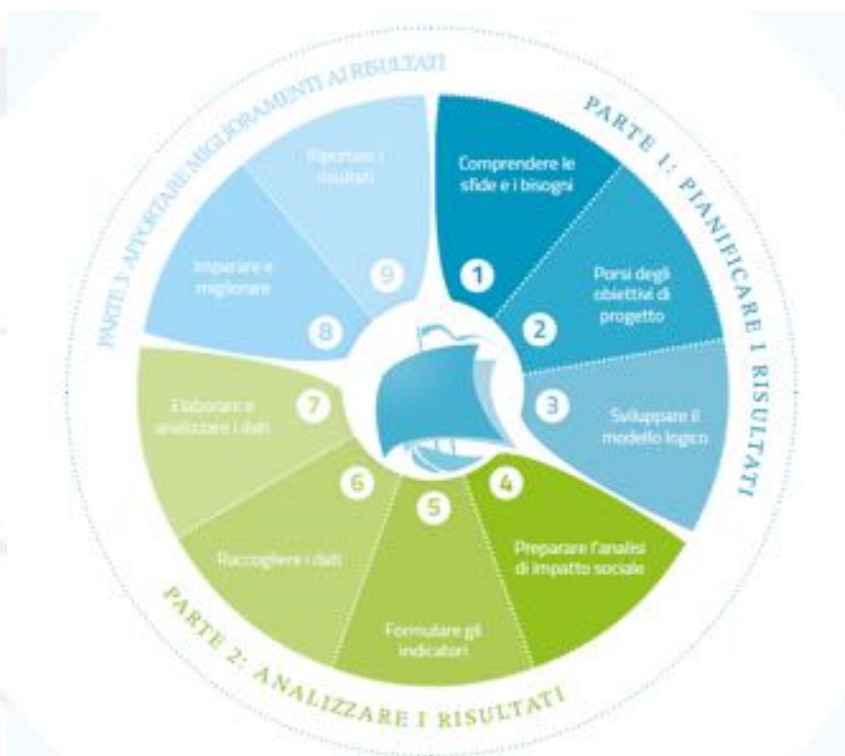 PARTE 1: PIANIFICARE I RISULTATI
Comprendere le
sfide e i bisogni
1
Porsi degli
obiettivi di
progetto
2
Sviluppare il
modello logico
3
PARTE 2: ANALIZZARE I RISULTATI
Preparare l'analisi
di impatto sociale
4
Formulare gli
indicatori
5
Raccogliere i dati
6
Elaborare e
analizzare i dati
7
PARTE 3: APPORTARE MIGLIORAMENTI AI RISULTATI
Imparare e
migliorare
8
Riportare i
risultati
9